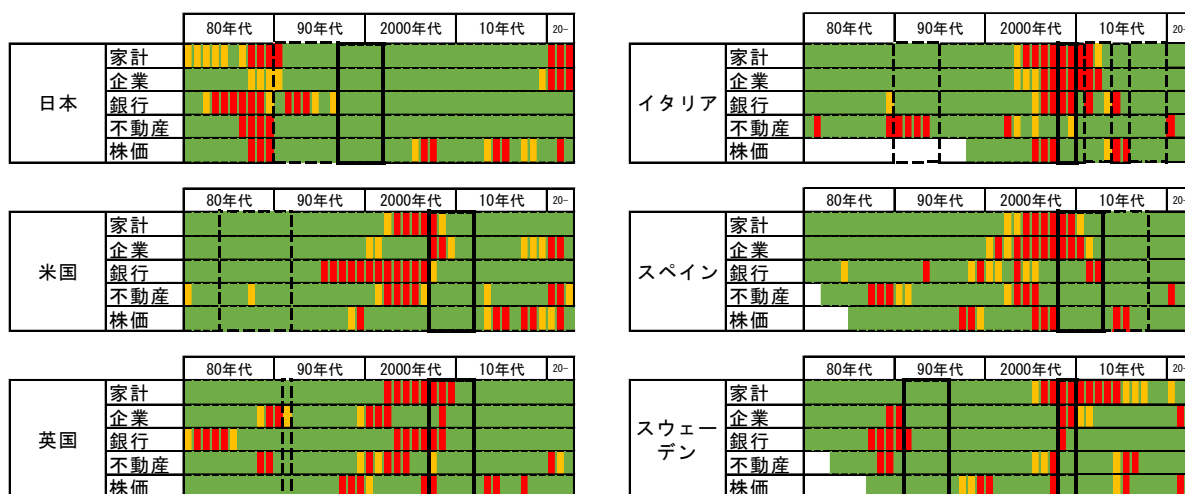 80年代 90年代 2000年代 10年代 20-
日本
家計
企業
銀行
不動産
株価
80年代 90年代 2000年代 10年代 20-
イタリア
家計
企業
銀行
不動産
株価
80年代 90年代 2000年代 10年代 20-
米国
家計
企業
銀行
不動産
株価
80年代 90年代 2000年代 10年代 20-
スペイン
家計
企業
銀行
不動産
株価
80年代 90年代 2000年代 10年代 20-
英国
家計
企業
銀行
不動産
株価
80年代 90年代 2000年代 10年代 20-
スウェー
デン
家計
企業
銀行
不動産
株価